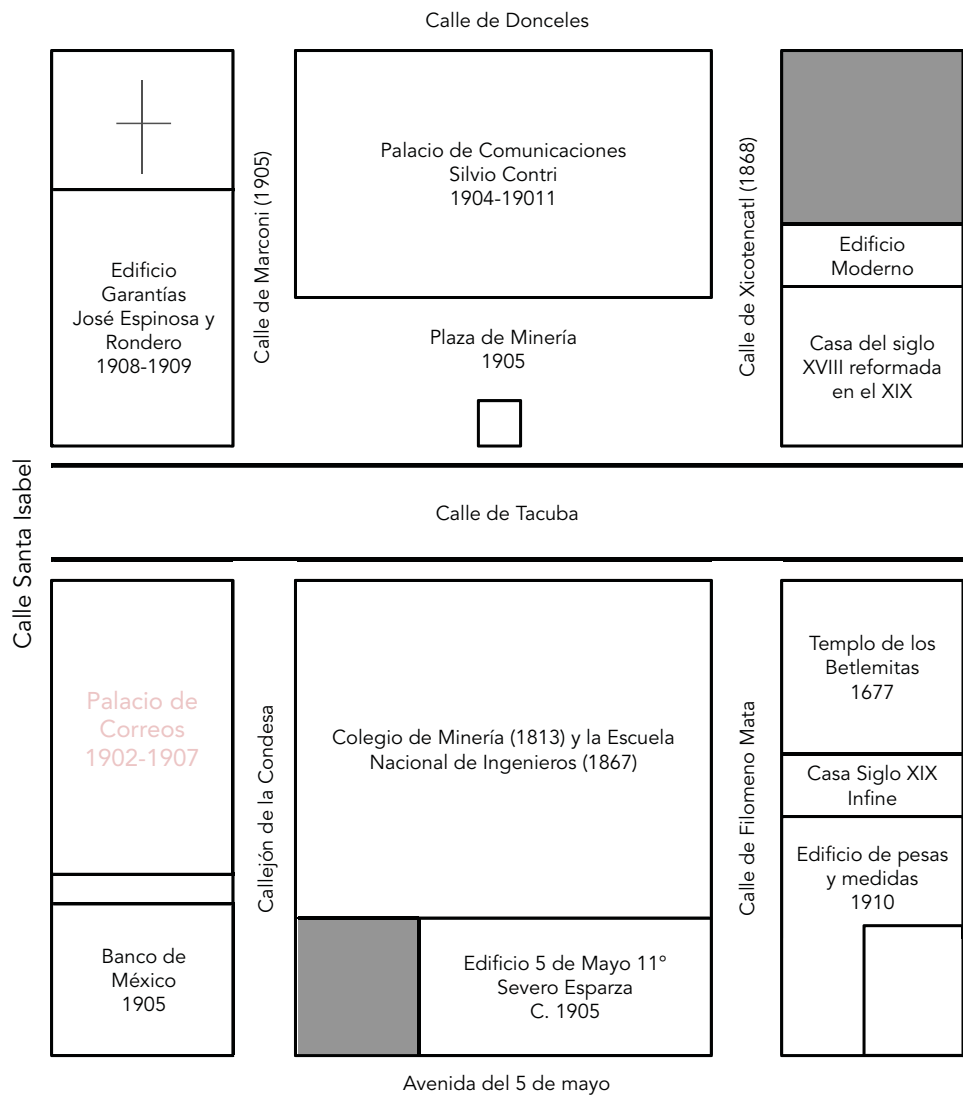 Calle de Donceles
Palacio de Comunicaciones
Silvio Contri
1904-19011
Calle de Marconi (1905)
Calle de Xicotencatl (1868)
Edificio
Moderno
Edificio
Garantías
José Espinosa y
Rondero
1908-1909
Plaza de Minería
1905
Casa del siglo
XVIII reformada
en el XIX
Calle Santa Isabel
Calle de Tacuba
Palacio de
Correos
1902-1907
Callejón de la Condesa
Colegio de Minería (1813) y la Escuela
Nacional de Ingenieros (1867)
Calle de Filomeno Mata
Templo de los
Betlemitas
1677
Casa Siglo XIX
Infine
Edificio de pesas
y medidas
1910
Banco de
México
1905
Edificio 5 de Mayo 11º
Severo Esparza
C. 1905
Avenida del 5 de mayo